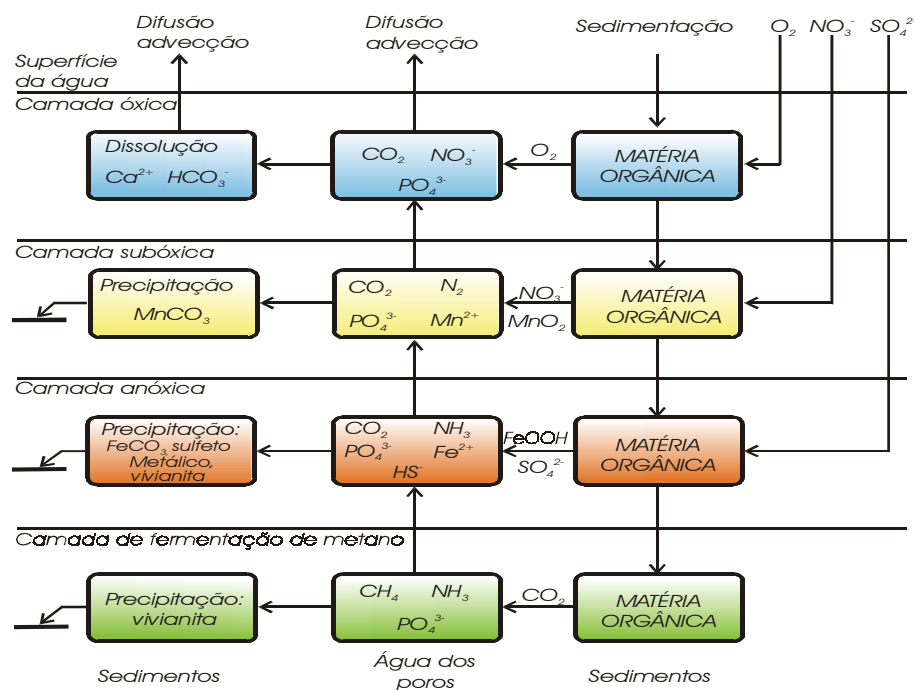 Difusão
advecção
Difusão
advecção
Sedimentação
O₂ NO₃⁻ SO₄²⁻
Superfície
da água
Camada óxica
Dissolução
Ca²⁺ HCO₃⁻
CO₂ NO₃⁻
PO₄³⁻
O₂
MATÉRIA
ORGÂNICA
Camada subóxica
Precipitação
MnCO₃
CO₂ N₂
PO₄³⁻ Mn²⁺
NO₃⁻
MnO₂
MATÉRIA
ORGÂNICA
Camada anóxica
Precipitação:
FeCO₃, sulfeto
Metálico,
vivianita
CO₂ NH₃
PO₄³⁻ Fe²⁺
HS⁻
FeOOH
SO₄²⁻
MATÉRIA
ORGÂNICA
Camada de fermentação de metano
Precipitação:
vivianita
CH₄ NH₃
PO₄³⁻
CO₂
MATÉRIA
ORGÂNICA
Sedimentos
Água dos
poros
Sedimentos